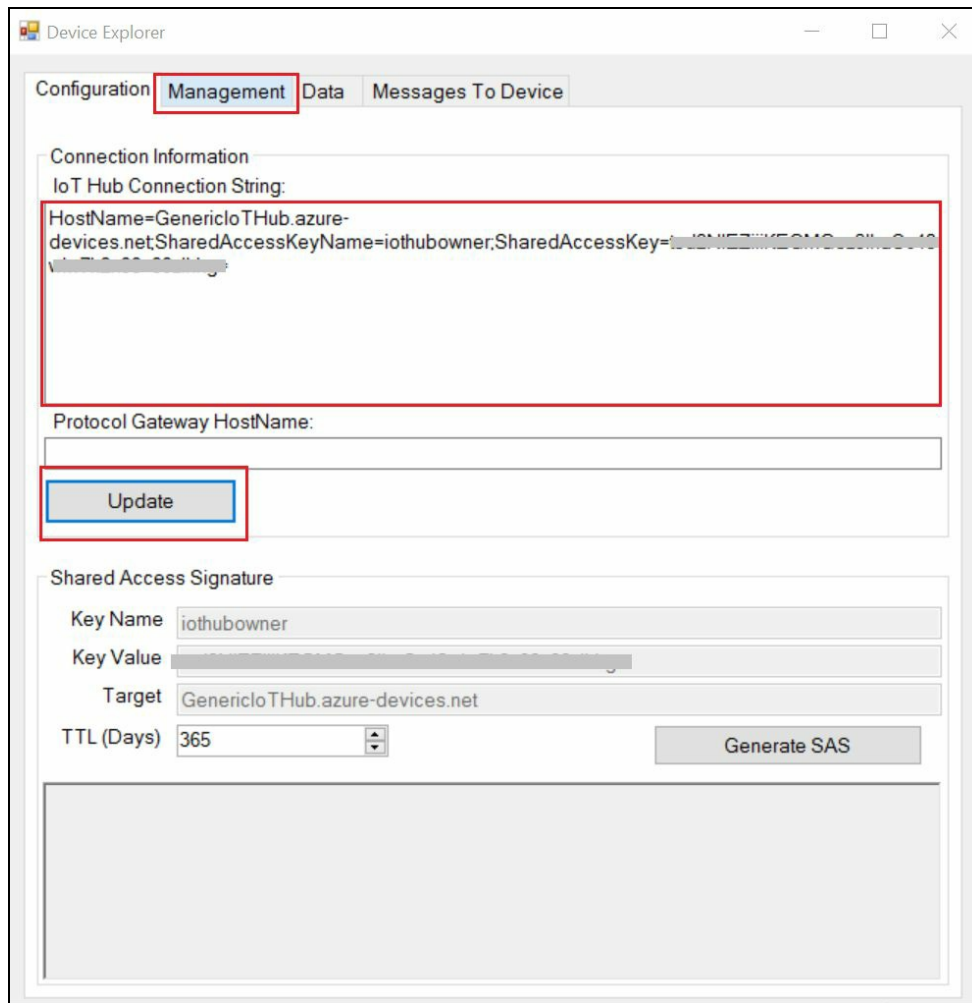 Device Explorer
Configuration Management Data Messages To Device
Connection Information
IoT Hub Connection String:
HostName=GenericIoTHub.azure-
devices.net;SharedAccessKeyName=iothubowner;SharedAccessKey=
Protocol Gateway HostName:
Update
Shared Access Signature
Key Name iothubowner
Key Value
Target GenericIoTHub.azure-devices.net
TTL (Days) 365
Generate SAS